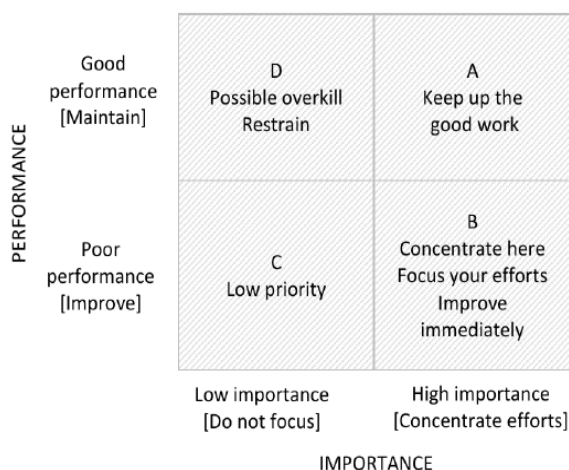 PERFORMANCE
Good
performance
[Maintain]
D
Possible overkill
Restrain
A
Keep up the
good work
Poor
performance
[Improve]
C
Low priority
B
Concentrate here
Focus your efforts
Improve
immediately
Low importance
[Do not focus]
High importance
[Concentrate efforts]
IMPORTANCE